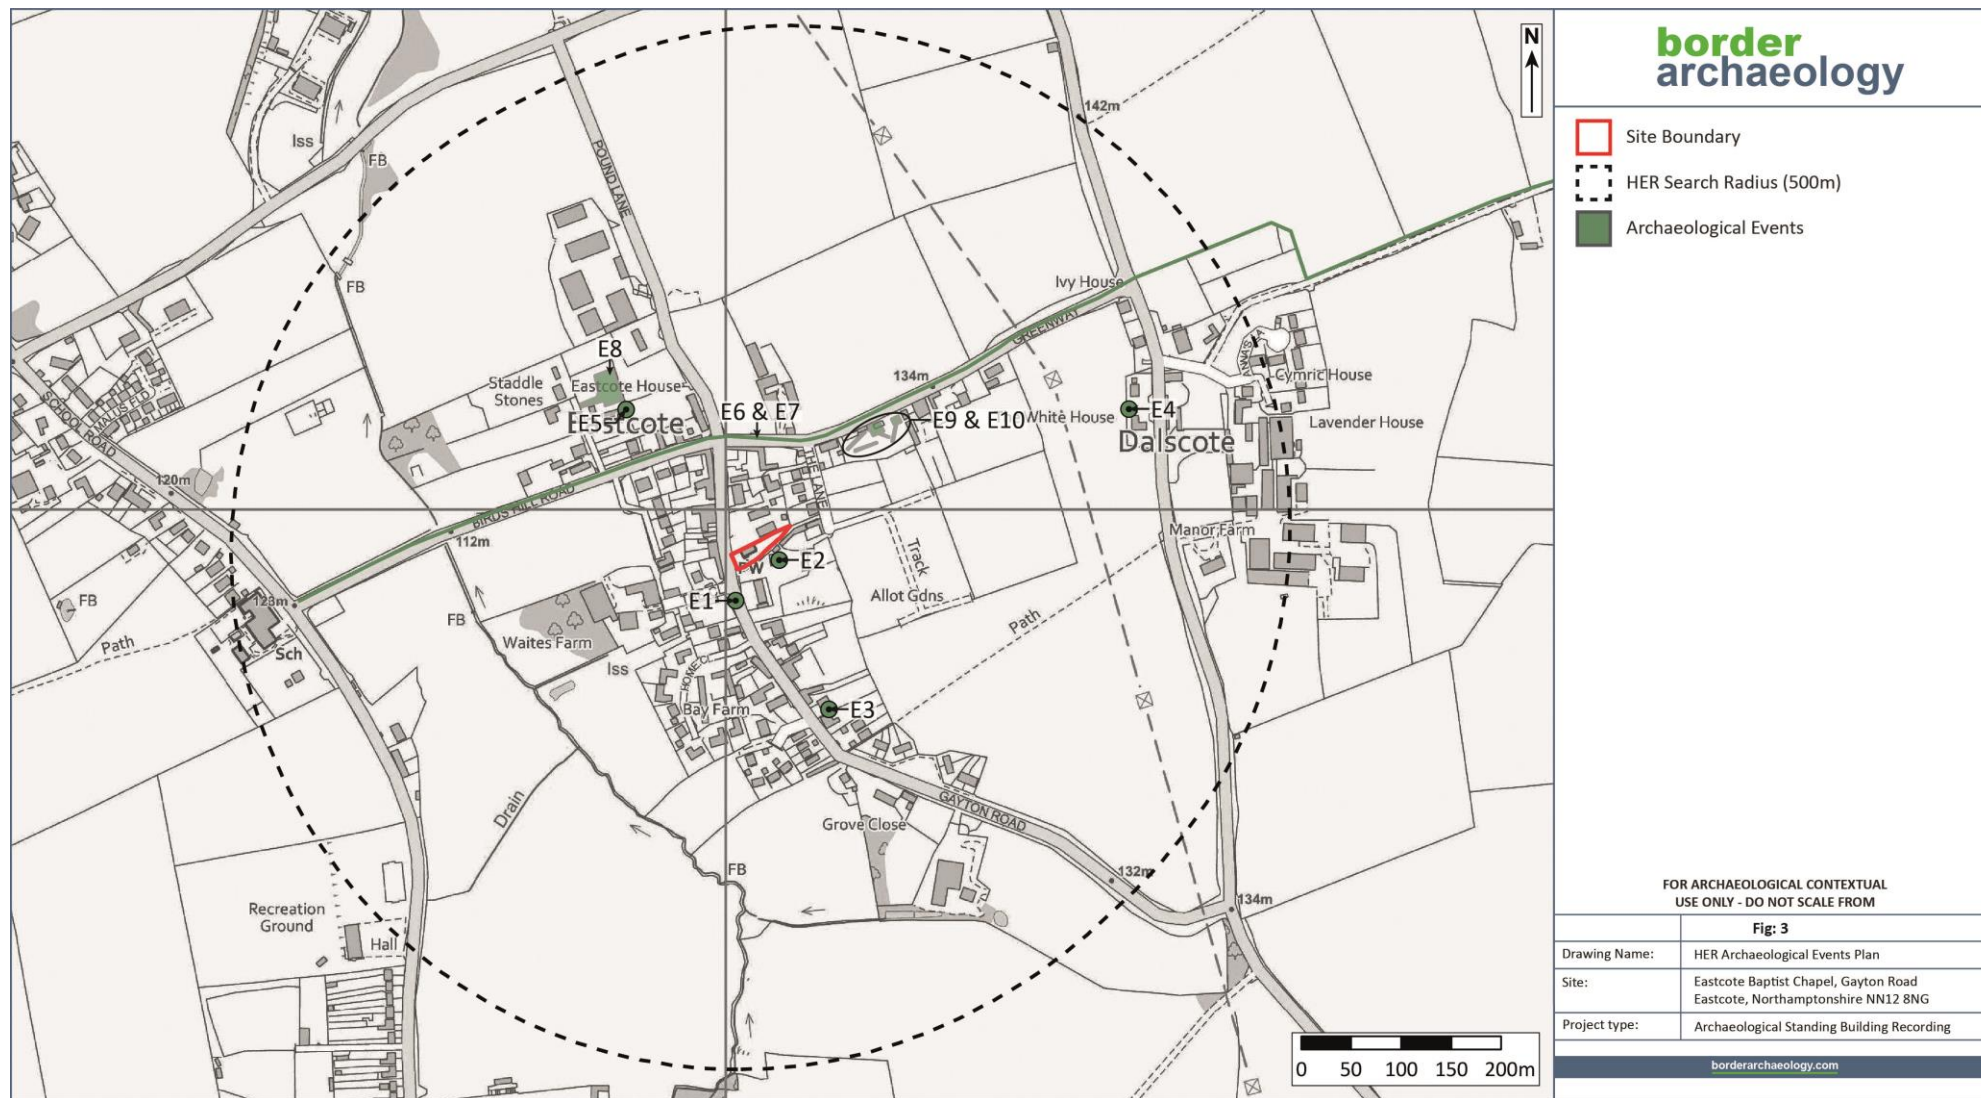 N
142m
Iss
FB
POUND LANE
FB
Ivy House
GREENWAY
E8
Staddle
Stones
Eastcote House
134m
Cymric House
SCHOOL ROAD
E5
E6 & E7
E9 & E10
White House
E4
Lavender House
Dalscote
THE LANE
120m
BIRDS HILL ROAD
112m
Manor Farm
E2
Track
E1
Allot Gdns
FB
123m
FB
Path
Path
Sch
Waites Farm
Iss
HOME CL
Bay Farm
E3
GAYTON ROAD
Drain
Grove Close
FB
132m
134m
Recreation
Ground
Hall
0 50 100 150 200m
border
archaeology
Site Boundary
HER Search Radius (500m)
Archaeological Events
FOR ARCHAEOLOGICAL CONTEXTUAL
USE ONLY - DO NOT SCALE FROM
Fig: 3
Drawing Name: HER Archaeological Events Plan
Site: Eastcote Baptist Chapel, Gayton Road
Eastcote, Northamptonshire NN12 8NG
Project type: Archaeological Standing Building Recording
borderarchaeology.com